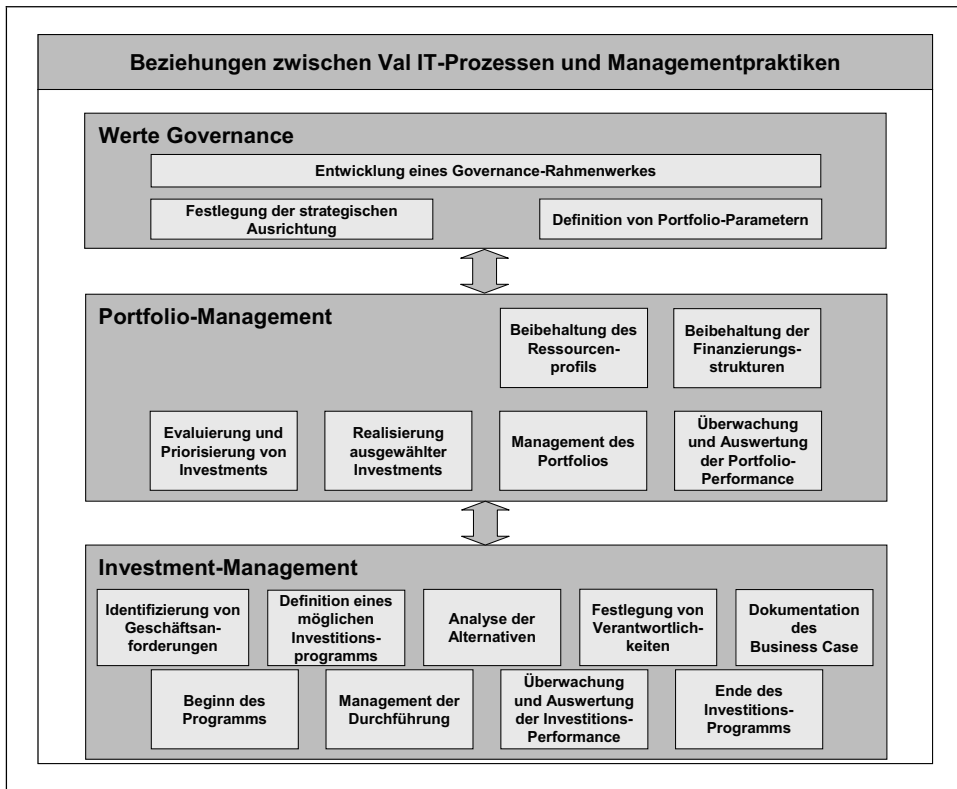 Beziehungen zwischen Val IT-Prozessen und Managementpraktiken
Werte Governance
Entwicklung eines Governance-Rahmenwerkes
Festlegung der strategischen
Ausrichtung
Definition von Portfolio-Parametern
Portfolio-Management
Beibehaltung des
Ressourcen-
profils
Beibehaltung der
Finanzierungs-
strukturen
Evaluierung und
Priorisierung von
Investments
Realisierung
ausgewählter
Investments
Management des
Portfolios
Überwachung
und Auswertung
der Portfolio-
Performance
Investment-Management
Identifizierung von
Geschäftsan-
forderungen
Definition eines
möglichen
Investitions-
programms
Analyse der
Alternativen
Festlegung von
Verantwortlich-
keiten
Dokumentation
des
Business Case
Beginn des
Programms
Management der
Durchführung
Überwachung
und Auswertung
der Investitions-
Performance
Ende des
Investitions-
Programms